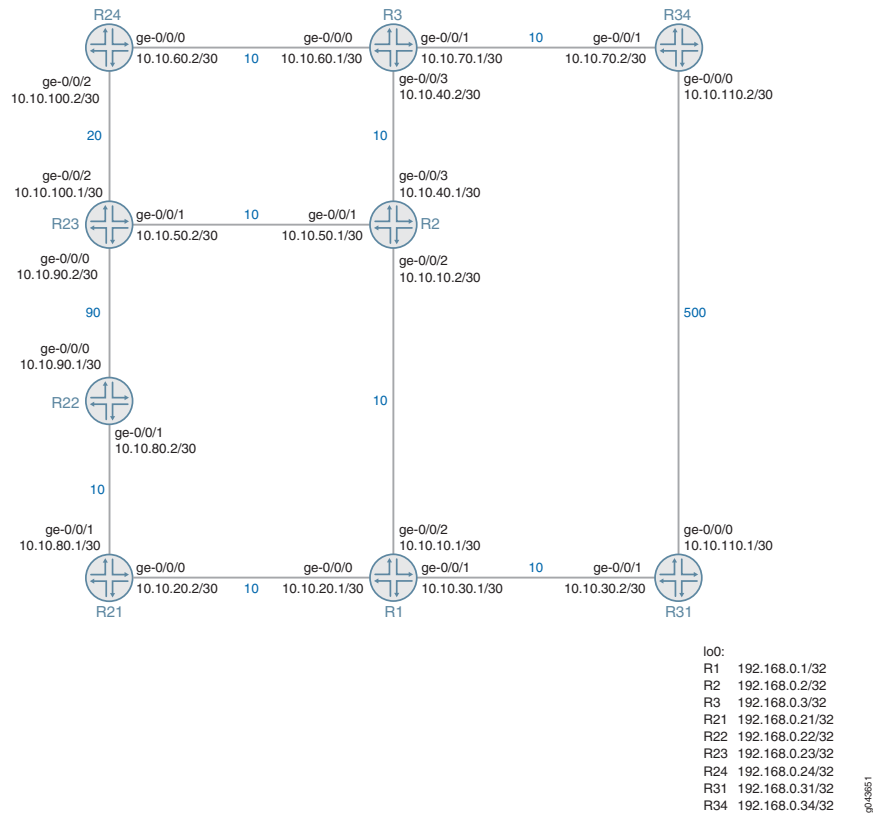 R24 R3 R34
ge-0/0/0 ge-0/0/0 ge-0/0/1 10 ge-0/0/1
10.10.60.2/30 10 10.10.60.1/30 10.10.70.1/30 10.10.70.2/30
ge-0/0/2 ge-0/0/3 ge-0/0/0
10.10.100.2/30 10.10.40.2/30 10.10.110.2/30
20 10
ge-0/0/2 ge-0/0/3
10.10.100.1/30 10.10.40.1/30
ge-0/0/1 10 ge-0/0/1
R23 R2
10.10.50.2/30 10.10.50.1/30
ge-0/0/0 ge-0/0/2
10.10.90.2/30 10.10.10.2/30
90 500
ge-0/0/0
10.10.90.1/30
R22 10
ge-0/0/1
10.10.80.2/30
10
ge-0/0/1 ge-0/0/2 ge-0/0/0
10.10.80.1/30 10.10.10.1/30 10.10.110.1/30
ge-0/0/0 ge-0/0/0 ge-0/0/1 10 ge-0/0/1
10.10.20.2/30 10 10.10.20.1/30 10.10.30.1/30 10.10.30.2/30
R21 R1 R31
lo0:
R1 192.168.0.1/32
R2 192.168.0.2/32
R3 192.168.0.3/32
R21 192.168.0.21/32
R22 192.168.0.22/32
R23 192.168.0.23/32
R24 192.168.0.24/32
R31 192.168.0.31/32
R34 192.168.0.34/32
g043651